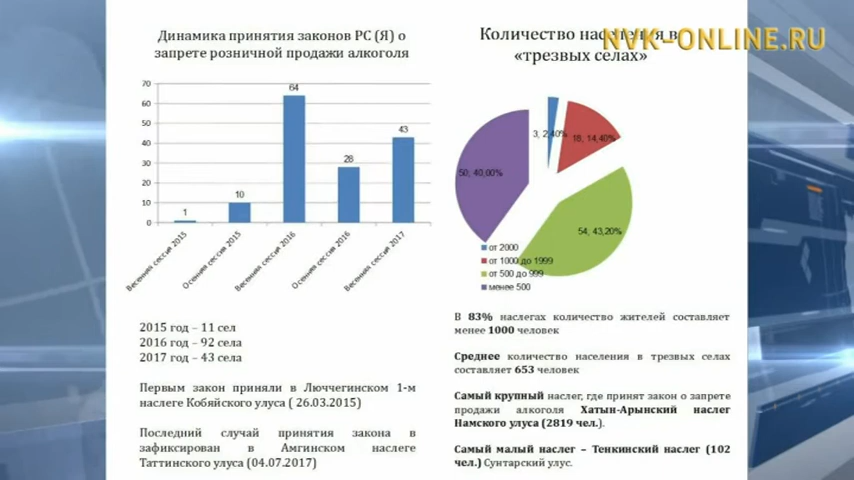 NVK-ONLINE.RU
Динамика принятия законов РС (Я) о
запрете розничной продажи алкоголя
70
60
50
40
30
20
10
0
1
10
64
28
43
Весенняя сессия 2015
Осенняя сессия 2015
Весенняя сессия 2016
Осенняя сессия 2016
Весенняя сессия 2017
2015 год – 11 сел
2016 год – 92 села
2017 год – 43 села
Первым закон приняли в Люччегинском 1-м
наслеге Кобяйского улуса ( 26.03.2015)
Последний случай принятия закона в
зафиксирован в Амгинском наслеге
Таттинского улуса (04.07.2017)
Количество населения в
«трезвых селах»
3; 2,40%
18; 14,40%
54; 43,20%
50; 40,00%
от 2000
от 1000 до 1999
от 500 до 999
менее 500
В 83% наслегах количество жителей составляет
менее 1000 человек
Среднее количество населения в трезвых селах
составляет 653 человек
Самый крупный наслег, где принят закон о запрете
продажи алкоголя Хатын-Арынский наслег
Намского улуса (2819 чел.).
Самый малый наслег – Тенкинский наслег (102
чел.) Сунтарский улус.